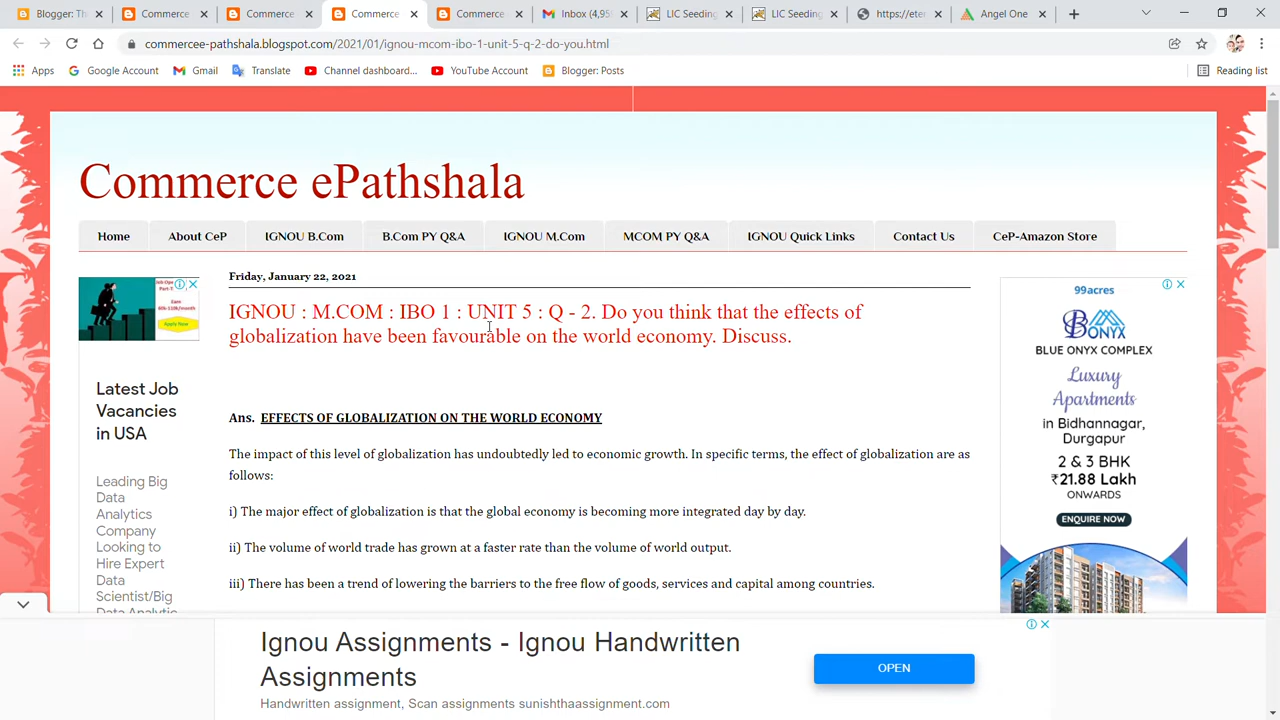 Blogger: Th
Commerce
Commerce
Commerce
Commerce
Inbox (4,95
LIC Seeding
LIC Seeding
https://ete
Angel One
commercee-pathshala.blogspot.com/2021/01/ignou-mcom-ibo-1-unit-5-q-2-do-you.html
Apps
Google Account
Gmail
Translate
Channel dashboard...
YouTube Account
Blogger: Posts
Reading list
Commerce ePathshala
Home
About CeP
IGNOU B.Com
B.Com PY Q&A
IGNOU M.Com
MCOM PY Q&A
IGNOU Quick Links
Contact Us
CeP-Amazon Store
Friday, January 22, 2021
IGNOU : M.COM : IBO 1 : UNIT 5 : Q - 2. Do you think that the effects of
globalization have been favourable on the world economy. Discuss.
Ans. EFFECTS OF GLOBALIZATION ON THE WORLD ECONOMY
The impact of this level of globalization has undoubtedly led to economic growth. In specific terms, the effect of globalization are as
follows:
i) The major effect of globalization is that the global economy is becoming more integrated day by day.
ii) The volume of world trade has grown at a faster rate than the volume of world output.
iii) There has been a trend of lowering the barriers to the free flow of goods, services and capital among countries.
Apply Now
Latest Job
Vacancies
in USA
Leading Big
Data
Analytics
Company
Looking to
Hire Expert
Data
Scientist/Big
Data Analytic
99acres
BONYX
BLUE ONYX COMPLEX
Luxury
Apartments
in Bidhannagar,
Durgapur
2 & 3 BHK
₹21.88 Lakh
ONWARDS
ENQUIRE NOW
Ignou Assignments - Ignou Handwritten
Assignments
Handwritten assignment, Scan assignments sunishthaassignment.com
OPEN